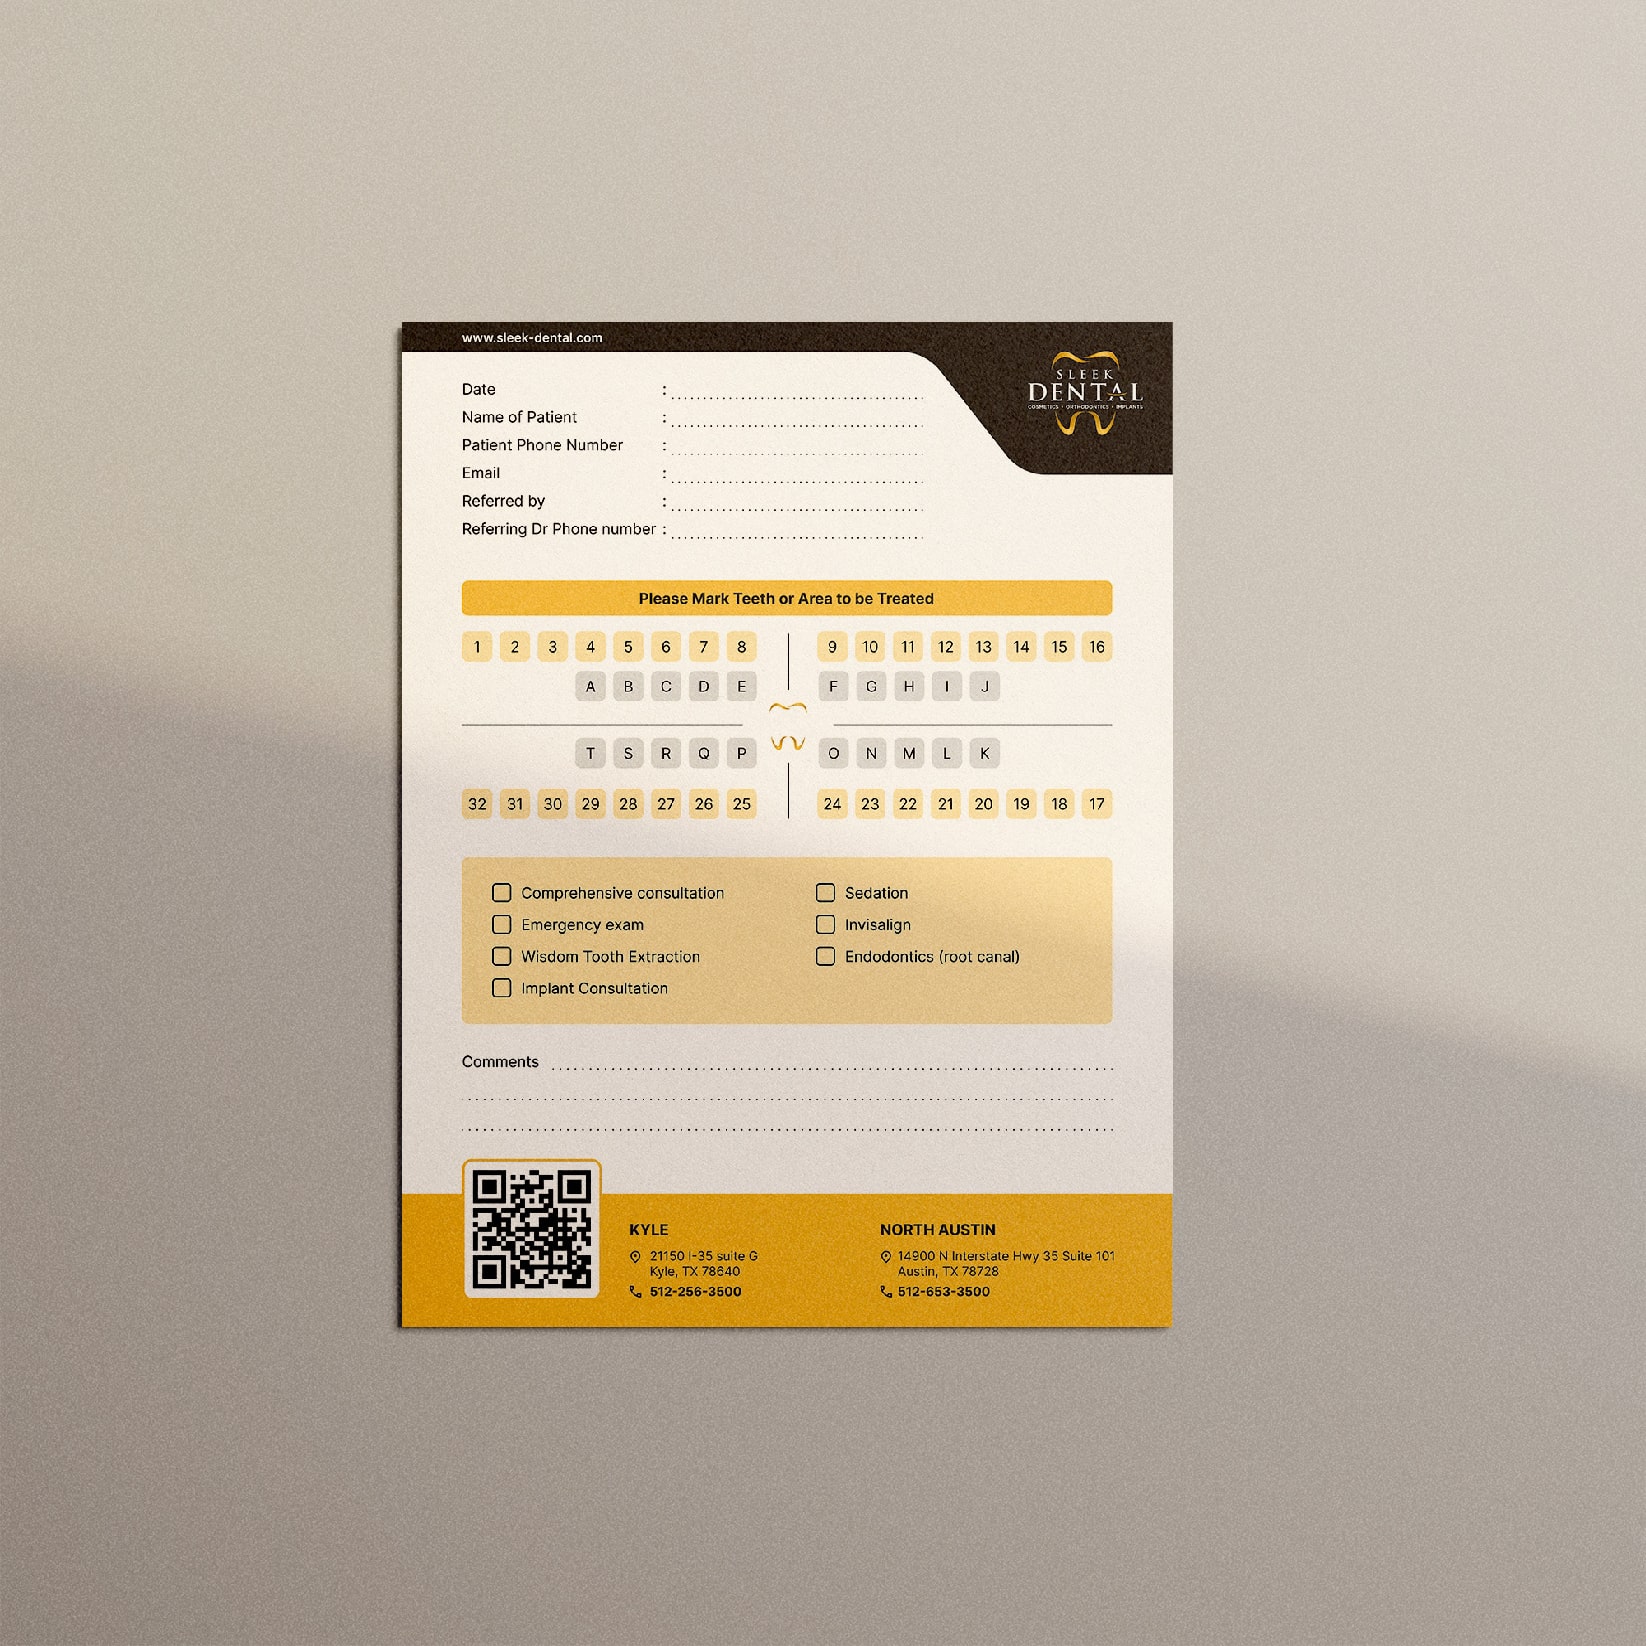 www.sleek-dental.com
SLEEK
DENTAL
COSMETICS • ORTHODONTICS • IMPLANTS
Date :
Name of Patient :
Patient Phone Number :
Email :
Referred by :
Referring Dr Phone number :
Please Mark Teeth or Area to be Treated
1 2 3 4 5 6 7 8 9 10 11 12 13 14 15 16
A B C D E F G H I J
T S R Q P O N M L K
32 31 30 29 28 27 26 25 24 23 22 21 20 19 18 17
Comprehensive consultation
Emergency exam
Wisdom Tooth Extraction
Implant Consultation
Sedation
Invisalign
Endodontics (root canal)
Comments
KYLE
21150 I-35 suite G
Kyle, TX 78640
512-256-3500
NORTH AUSTIN
14900 N Interstate Hwy 35 Suite 101
Austin, TX 78728
512-653-3500